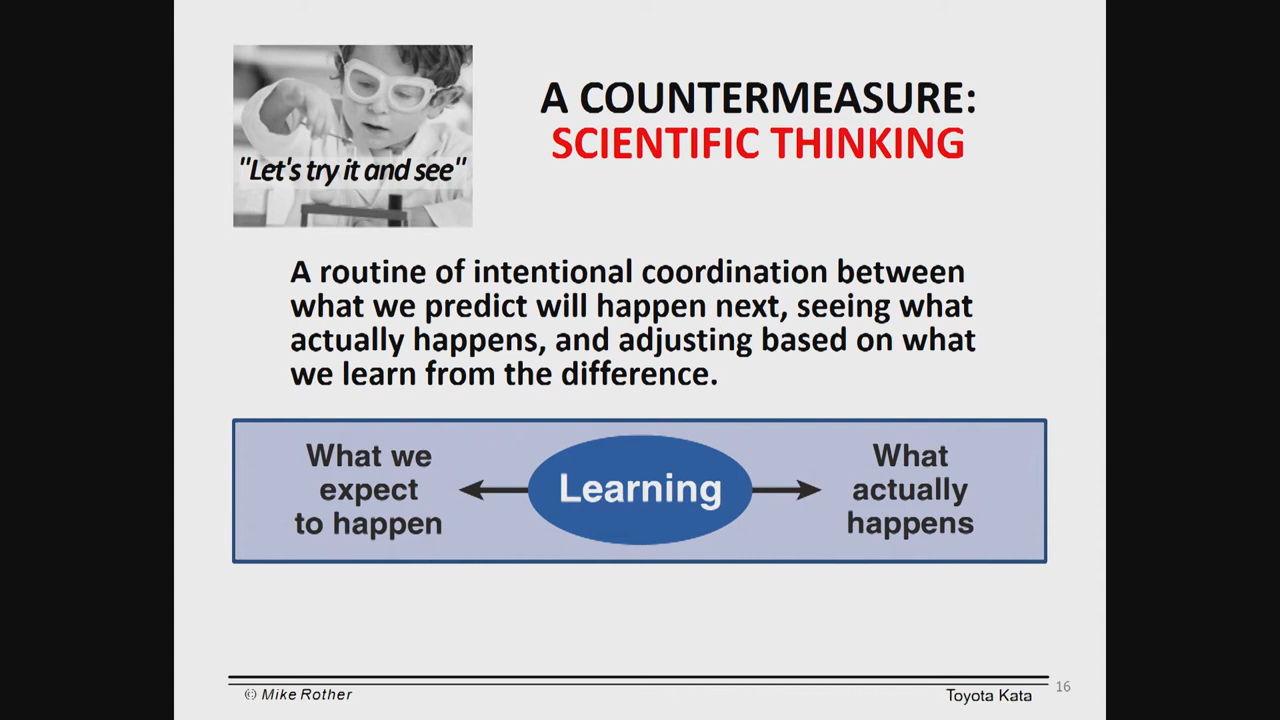 "Let's try it and see"
A COUNTERMEASURE:
SCIENTIFIC THINKING
A routine of intentional coordination between
what we predict will happen next, seeing what
actually happens, and adjusting based on what
we learn from the difference.
What we
expect
to happen
Learning
What
actually
happens
© Mike Rother
Toyota Kata
16